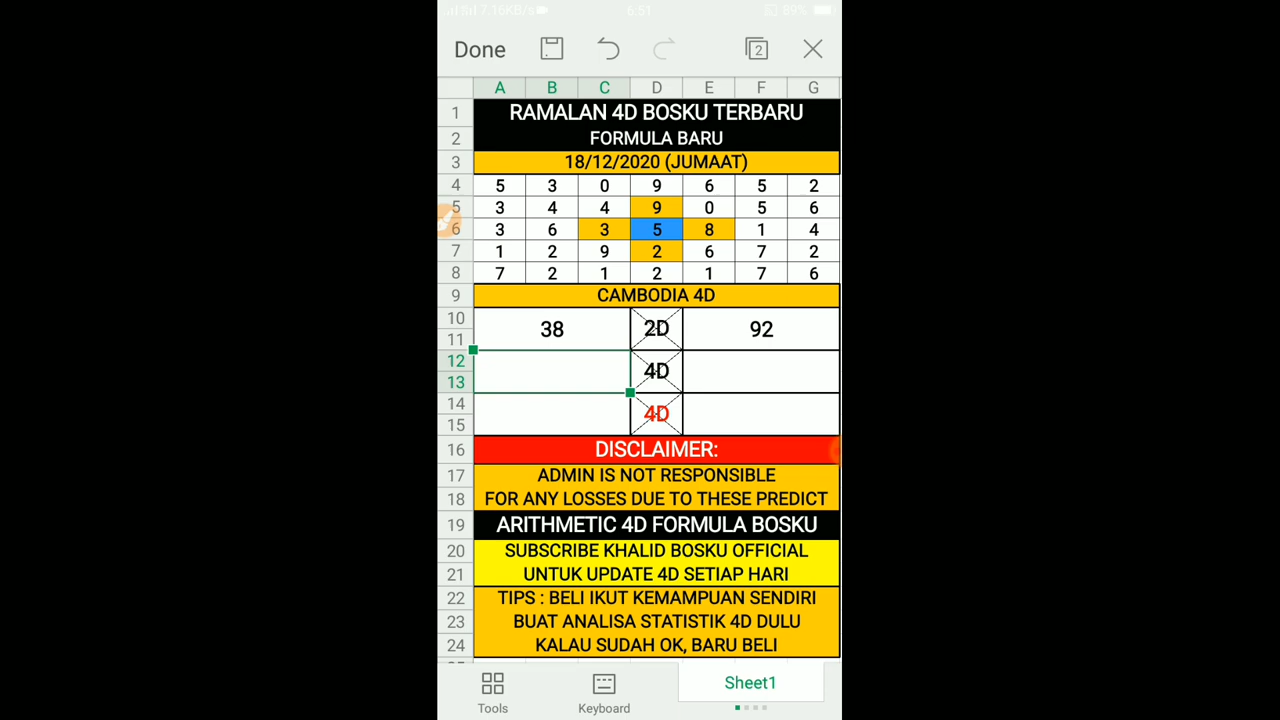 7.16KB/s 6:51 89%
Done 2
A B C D E F G
1 RAMALAN 4D BOSKU TERBARU
2 FORMULA BARU
3 18/12/2020 (JUMAAT)
4 5 3 0 9 6 5 2
5 3 4 4 9 0 5 6
6 3 6 3 5 8 1 4
7 1 2 9 2 6 7 2
8 7 2 1 2 1 7 6
9 CAMBODIA 4D
10
38 2D 92
11
12
4D
13
14
4D
15
16 DISCLAIMER:
17 ADMIN IS NOT RESPONSIBLE
18 FOR ANY LOSSES DUE TO THESE PREDICT
19 ARITHMETIC 4D FORMULA BOSKU
20 SUBSCRIBE KHALID BOSKU OFFICIAL
21 UNTUK UPDATE 4D SETIAP HARI
22 TIPS : BELI IKUT KEMAMPUAN SENDIRI
23 BUAT ANALISA STATISTIK 4D DULU
24 KALAU SUDAH OK, BARU BELI
Sheet1
Tools Keyboard